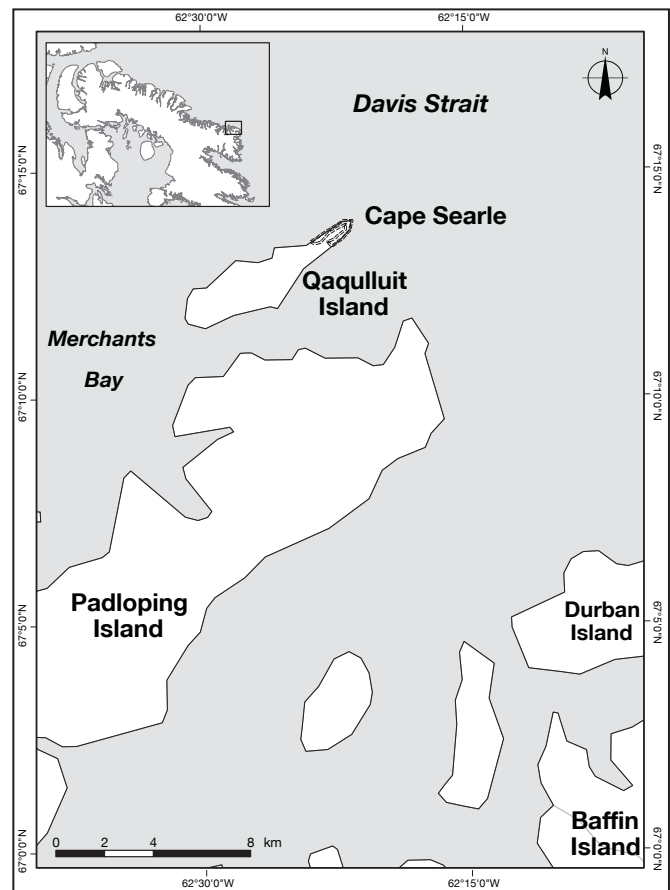 62°30'0"W
62°15'0"W
N
Davis Strait
67°15'0"N
67°15'0"N
Cape Searle
Qaqulluit
Island
Merchants
Bay
67°10'0"N
67°10'0"N
Padloping
Island
Durban
Island
67°5'0"N
67°5'0"N
Baffin
Island
0 2 4 8 km
67°0'0"N
67°0'0"N
62°30'0"W
62°15'0"W